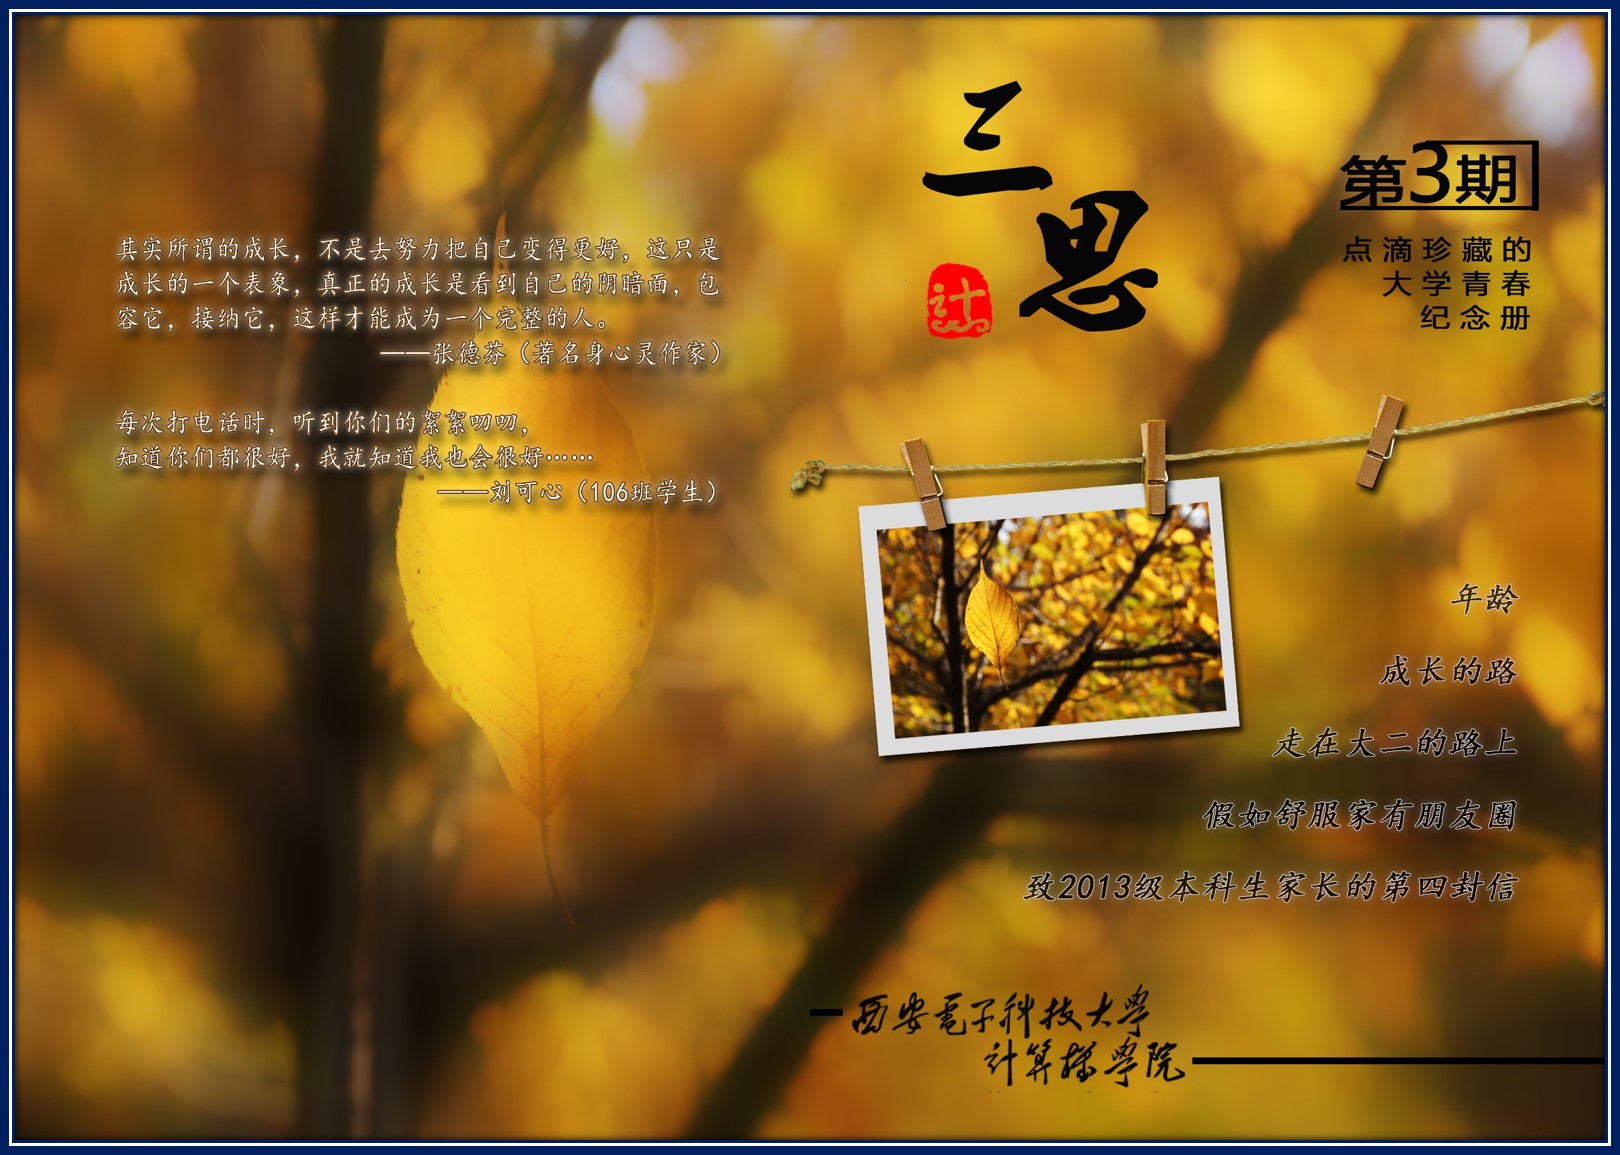 其实所谓的成长，不是去努力把自己变得更好，这只是
成长的一个表象，真正的成长是看到自己的阴暗面，包
容它，接纳它，这样才能成为一个完整的人。
——张德芬（著名身心灵作家）
每次打电话时，听到你们的絮絮叨叨，
知道你们都很好，我就知道我也会很好……
——刘可心（106班学生）
三思
计
第3期
点滴珍藏的
大学青春
纪念册
年龄
成长的路
走在大二的路上
假如舒服家有朋友圈
致2013级本科生家长的第四封信
西安電子科技大學
计算機學院